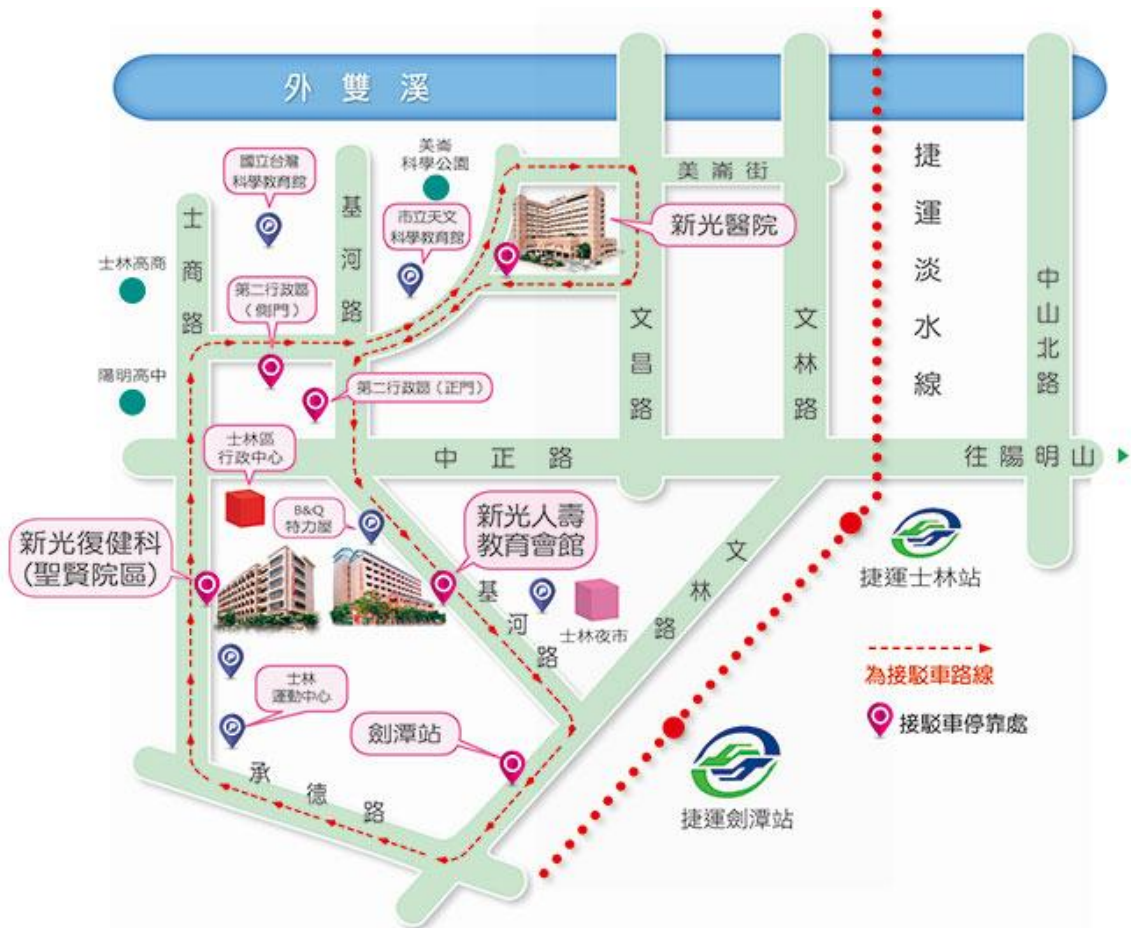 外雙溪
國立台灣
科學教育館
美崙
科學公園
美崙街
市立天文
科學教育館
新光醫院
捷運淡水線
中山北路
士商路
基河路
士林高商
第二行政區
(側門)
文昌路
文林路
陽明高中
第二行政區(正門)
士林區
行政中心
中正路
往陽明山
B&Q
特力屋
新光人壽
教育會館
新光復健科
(聖賢院區)
基河路
士林夜市
文林路
捷運士林站
為接駁車路線
接駁車停靠處
士林
運動中心
劍潭站
承德路
捷運劍潭站
P
P
P
P
P
P